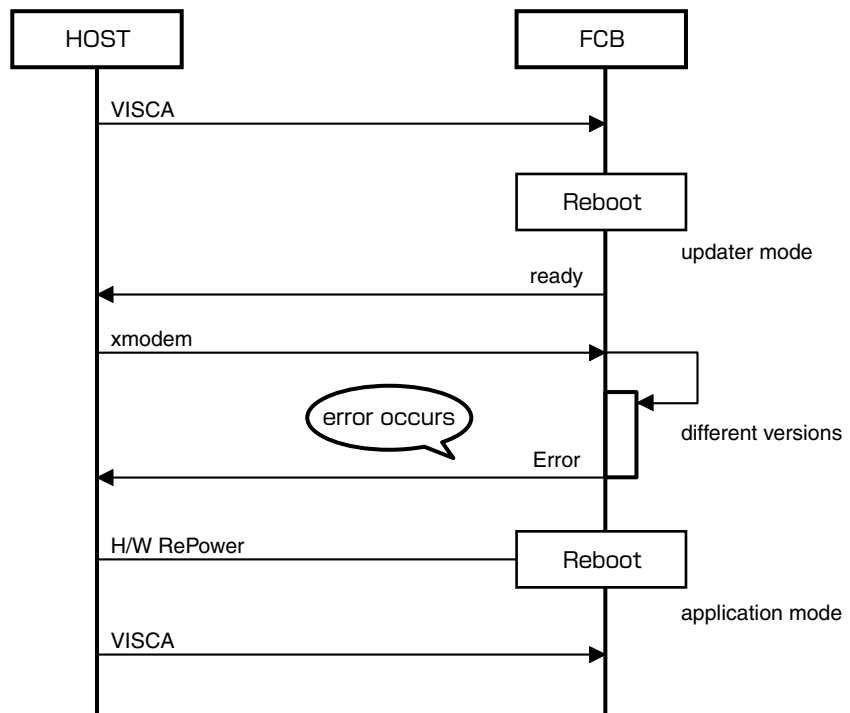 HOST
FCB
VISCA
Reboot
updater mode
ready
xmodem
error occurs
different versions
Error
H/W RePower
Reboot
application mode
VISCA